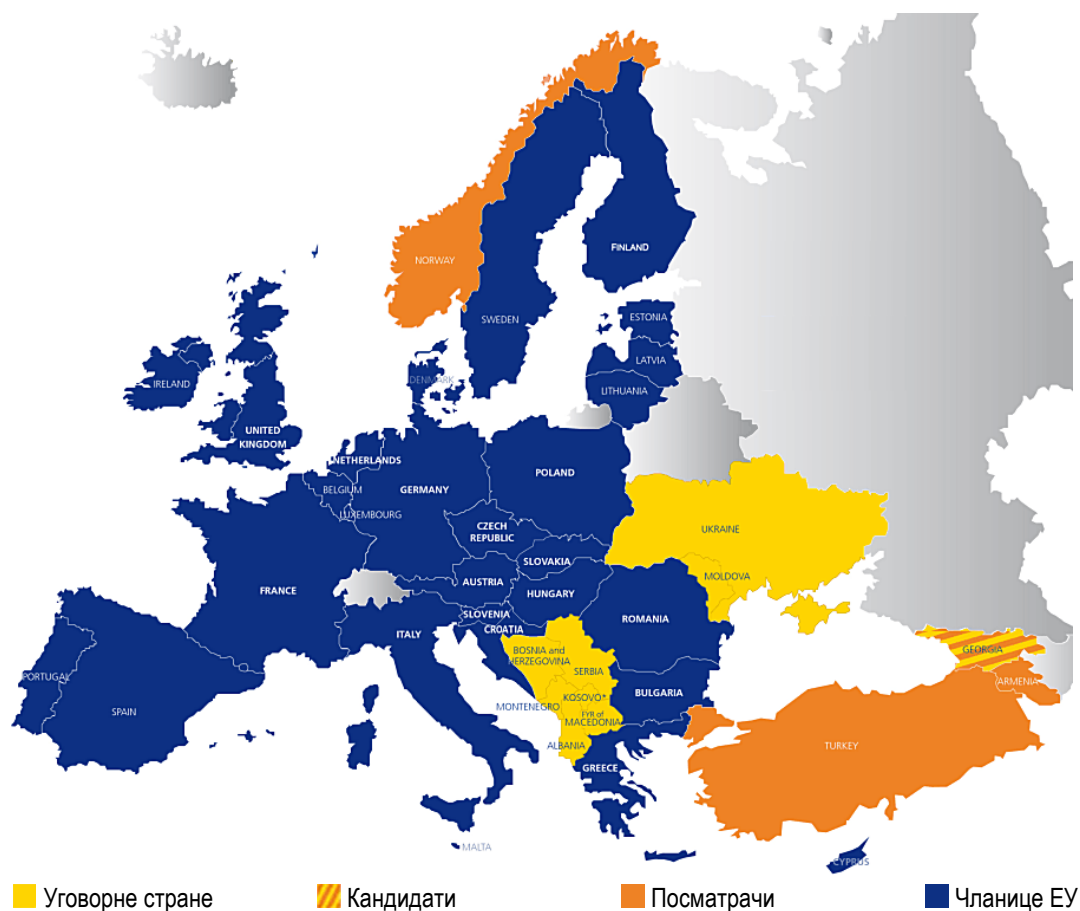 NORWAY
FINLAND
SWEDEN
ESTONIA
LATVIA
LITHUANIA
DENMARK
IRELAND
UNITED
KINGDOM
NETHERLANDS
BELGIUM
LUXEMBOURG
GERMANY
POLAND
CZECH
REPUBLIC
SLOVAKIA
AUSTRIA
HUNGARY
SLOVENIA
CROATIA
FRANCE
ITALY
ROMANIA
UKRAINE
MOLDOVA
BOSNIA and
HERZEGOVINA
SERBIA
KOSOVO*
MONTENEGRO
FYR of
MACEDONIA
ALBANIA
BULGARIA
GREECE
PORTUGAL
SPAIN
GEORGIA
ARMENIA
TURKEY
MALTA
CYPRUS
Уговорне стране
Кандидати
Посматрачи
Чланице ЕУ